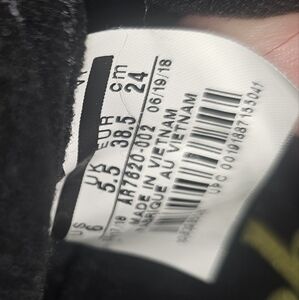 US UK EUR cm
6 5.5 38.5 24
AR7620-002 06/19/18
MADE IN VIETNAM
FABRIQUE AU VIETNAM
UPC